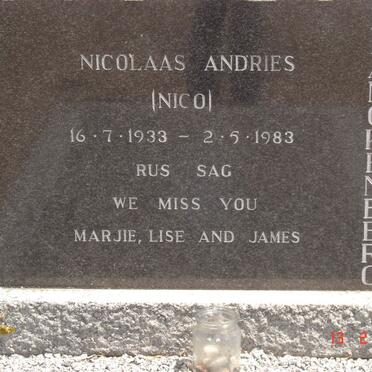 NICOLAAS ANDRIES
(NICO)
16·7·1933 – 2·5·1983
RUS SAG
WE MISS YOU
MARJIE, LISE AND JAMES